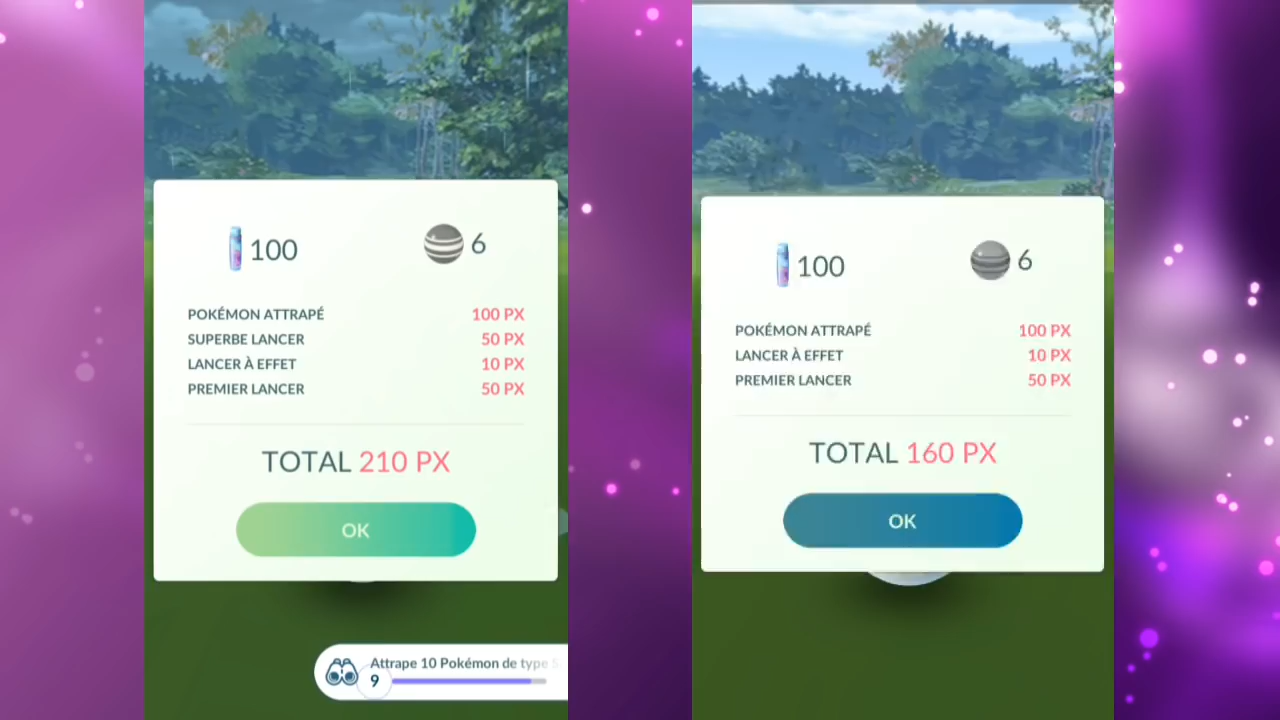 100 6
POKÉMON ATTRAPÉ 100 PX
SUPERBE LANCER 50 PX
LANCER À EFFET 10 PX
PREMIER LANCER 50 PX
TOTAL 210 PX
OK
Attrape 10 Pokémon de type S
9
100 6
POKÉMON ATTRAPÉ 100 PX
LANCER À EFFET 10 PX
PREMIER LANCER 50 PX
TOTAL 160 PX
OK